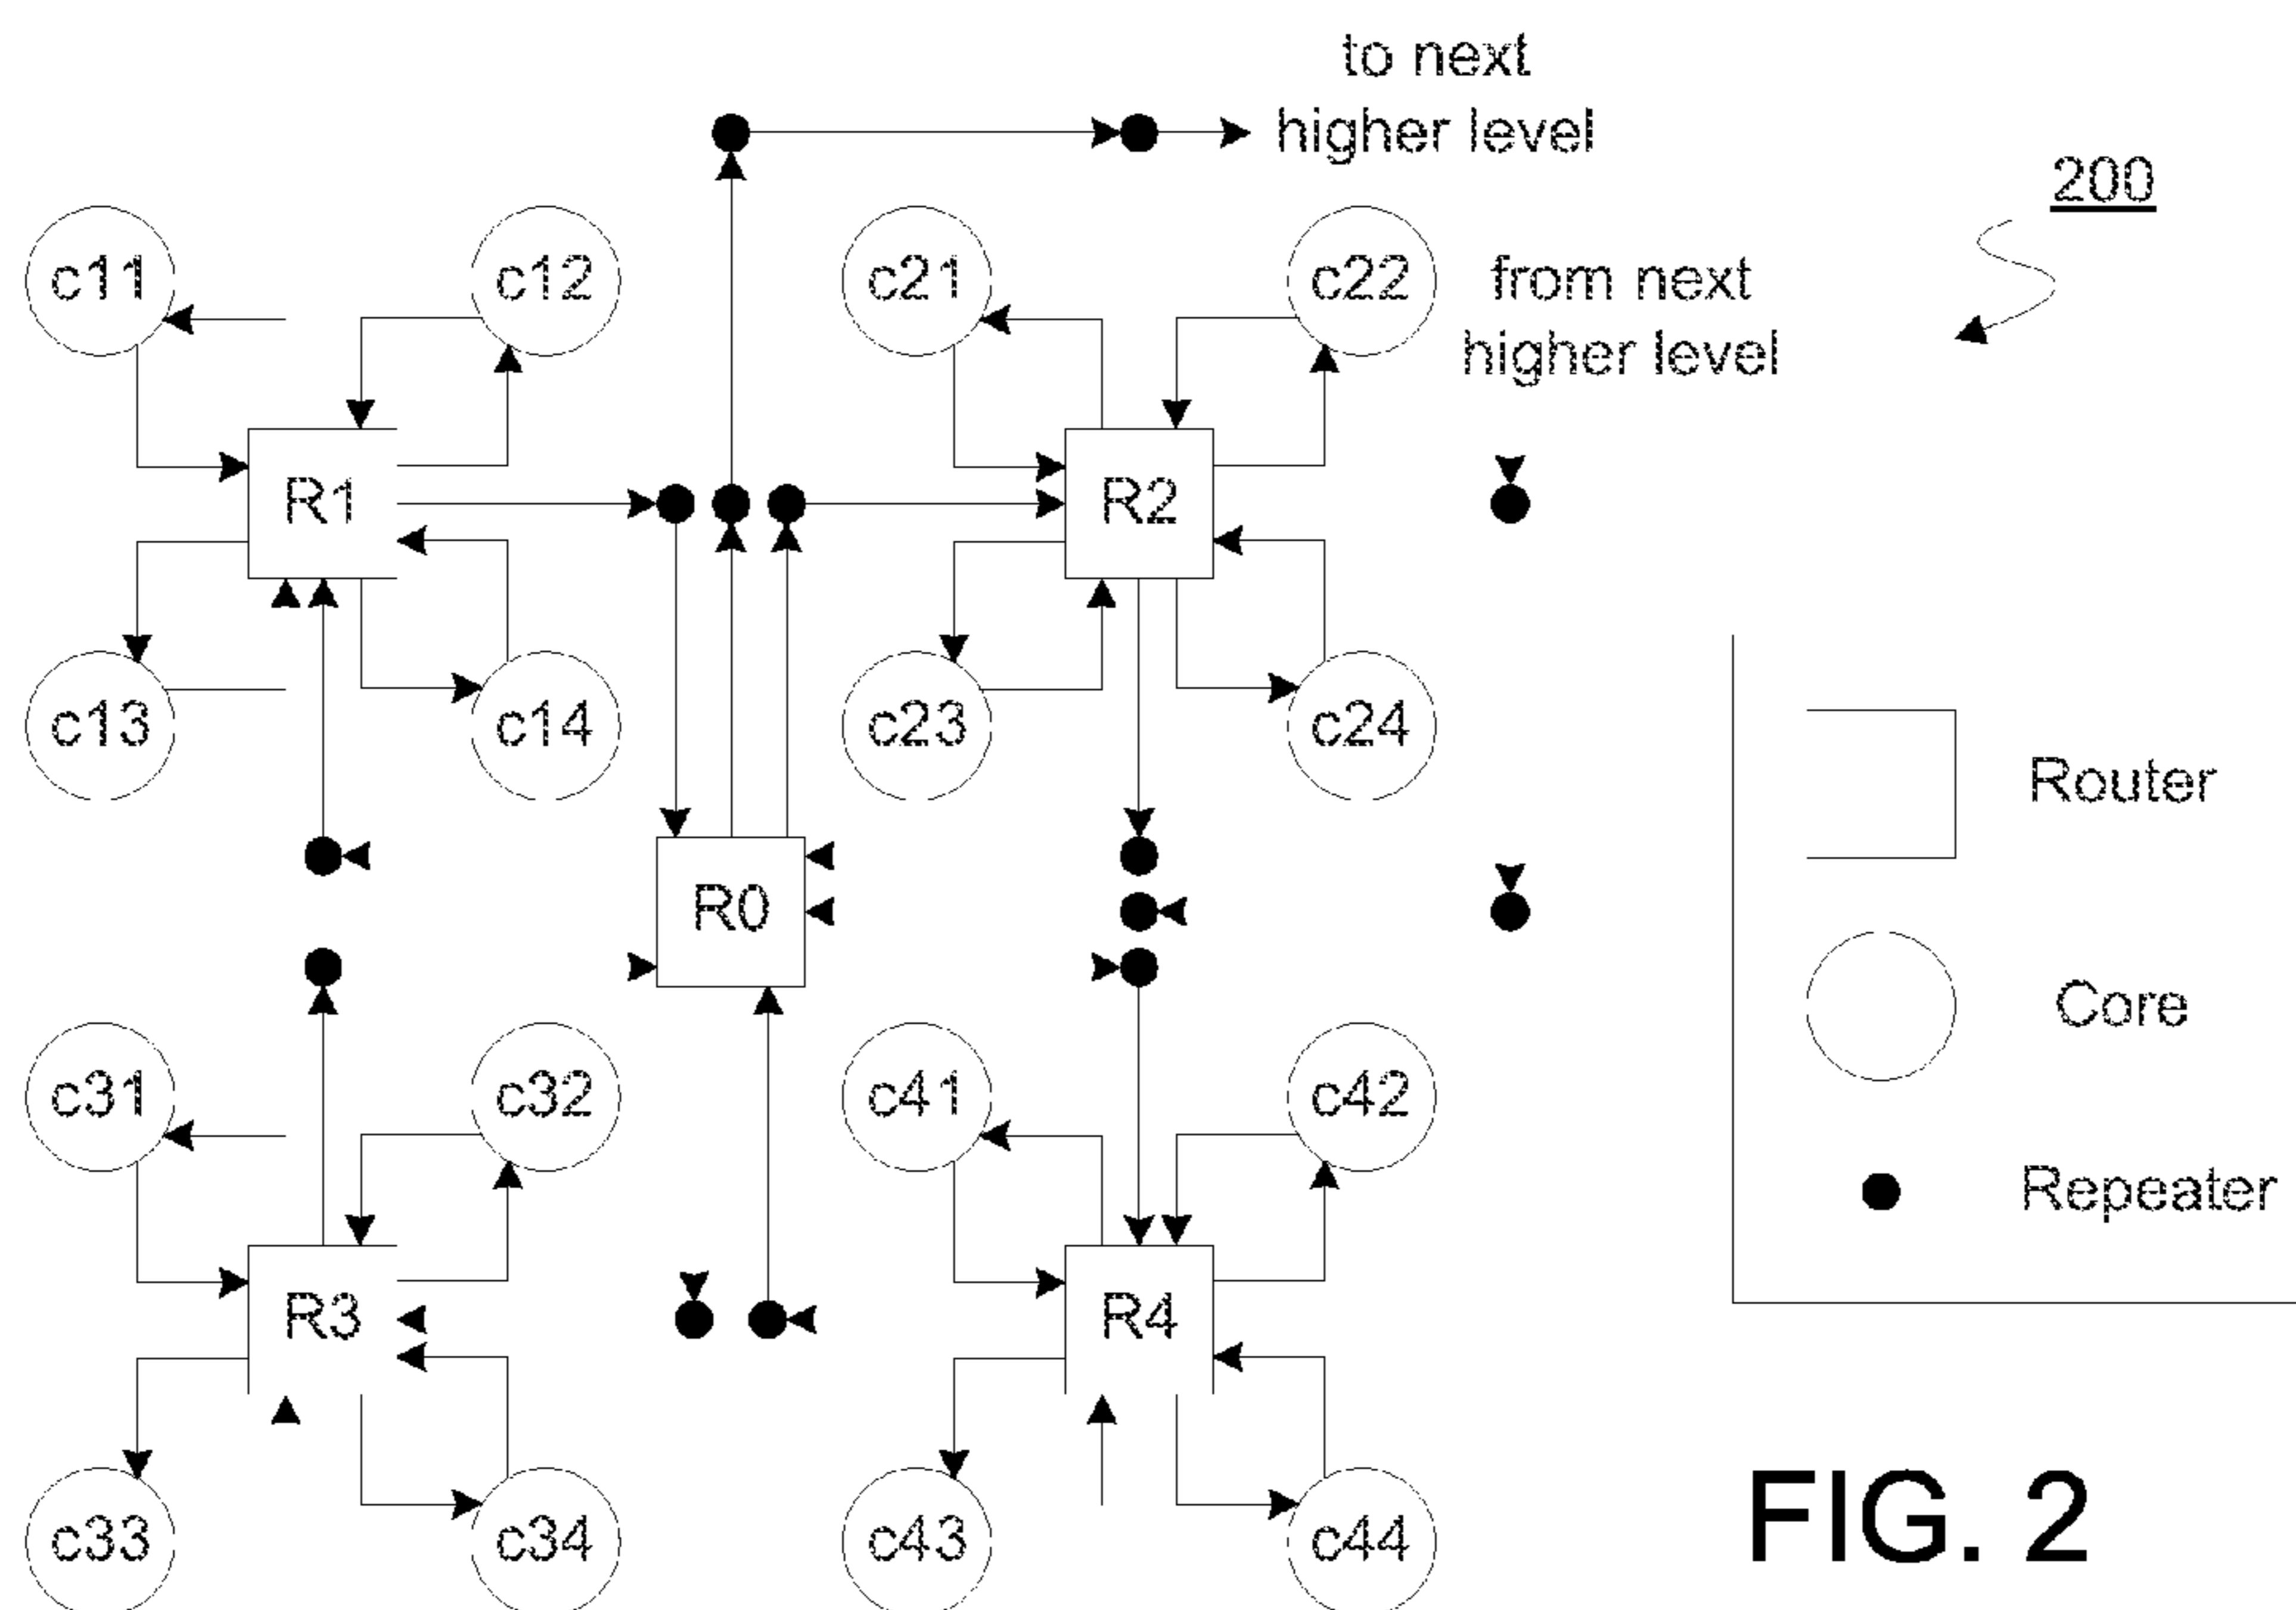 to next
higher level
200
c11
c12
c21
c22
from next
higher level
R1
R2
c13
c14
c23
c24
Router
R0
Core
c31
c32
c41
c42
Repeater
R3
R4
c33
c34
c43
c44
FIG. 2